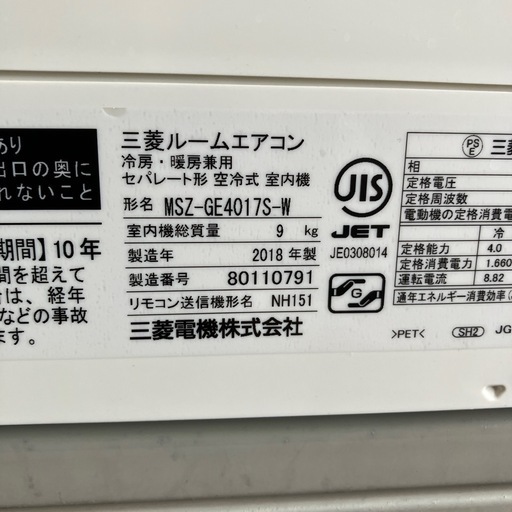 あり
出口の奥に
れないこと
期間】10年
間を超えて
合は、経年
などの事故
三菱ルームエアコン
冷房・暖房兼用
セパレート形 空冷式 室内機
形名 MSZ-GE4017S-W
室内機総質量 9 kg
製造年 2018 年製
製造番号 80110791
リモコン送信機形名 NH151
三菱電機株式会社
JIS
JET
JE0308014
G
PS
E
三菱
相
定格電圧
定格周波数
電動機の定格消費電
冷
定格能力 4.0
定格消費電力 1.660
運転電流 8.82
通年エネルギー消費効率
>PET<
SH2
JG